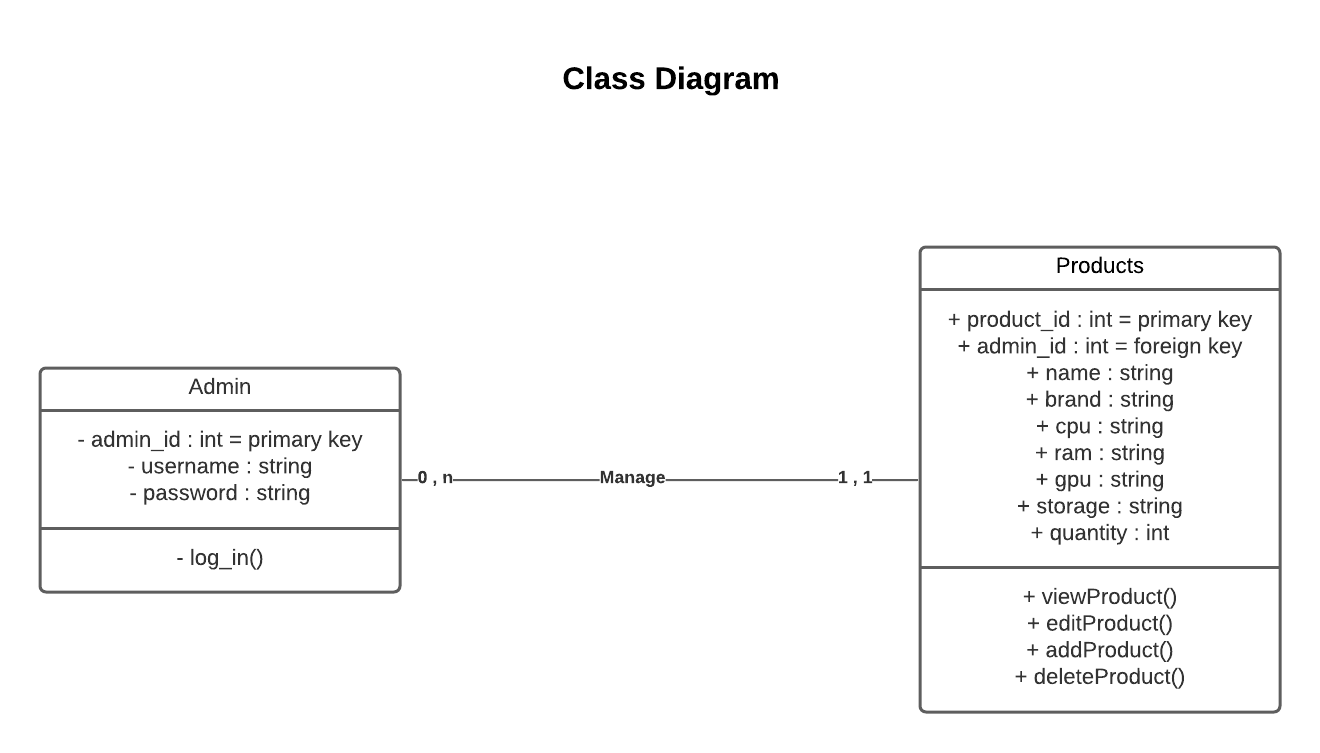 Class Diagram
Admin
- admin_id : int = primary key
- username : string
- password : string
- log_in()
0 , n
Manage
1 , 1
Products
+ product_id : int = primary key
+ admin_id : int = foreign key
+ name : string
+ brand : string
+ cpu : string
+ ram : string
+ gpu : string
+ storage : string
+ quantity : int
+ viewProduct()
+ editProduct()
+ addProduct()
+ deleteProduct()